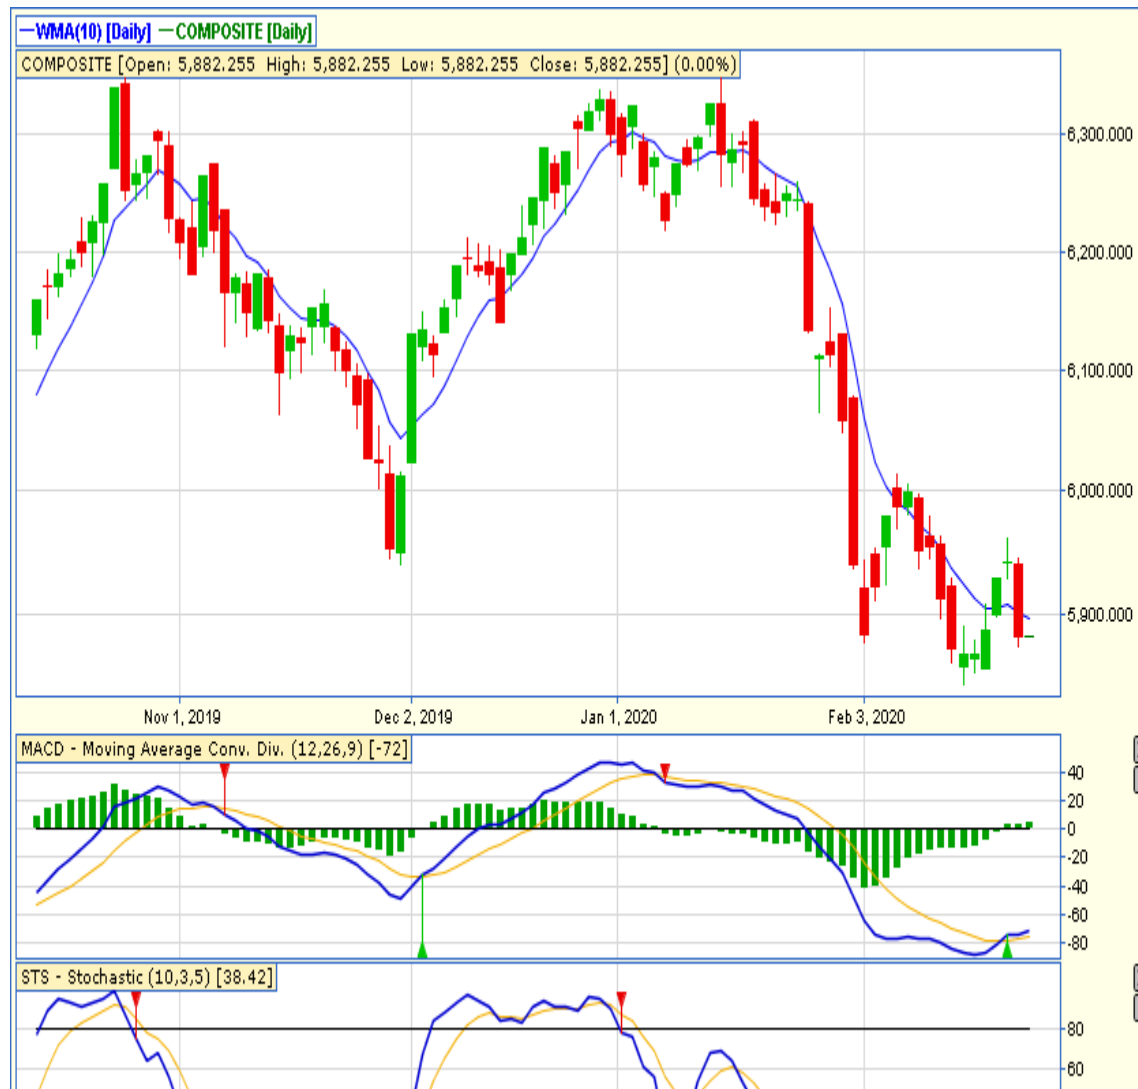 WMA(10) [Daily] COMPOSITE [Daily]
COMPOSITE [Open: 5,882.255 High: 5,882.255 Low: 5,882.255 Close: 5,882.255] (0.00%)
6,300.000
6,200.000
6,100.000
6,000.000
5,900.000
Nov 1, 2019 Dec 2, 2019 Jan 1, 2020 Feb 3, 2020
MACD - Moving Average Conv. Div. (12,26,9) [-72]
40
20
0
-20
-40
-60
-80
STS - Stochastic (10,3,5) [38.42]
80
60